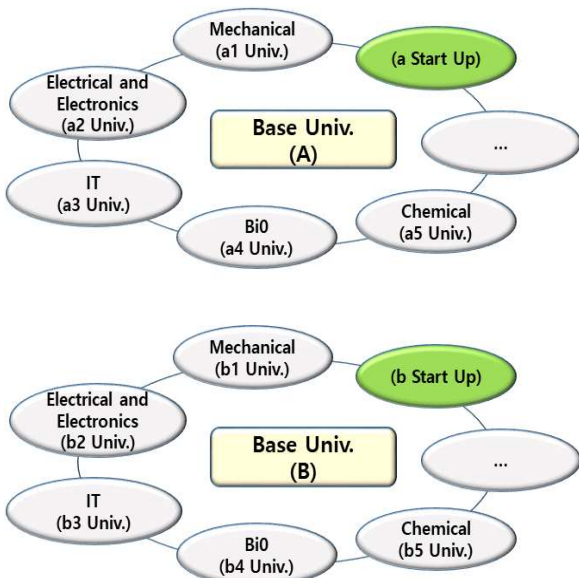 Mechanical
(a1 Univ.)
(a Start Up)
Electrical and
Electronics
(a2 Univ.)
Base Univ.
(A)
...
IT
(a3 Univ.)
Chemical
(a5 Univ.)
Bi0
(a4 Univ.)
Mechanical
(b1 Univ.)
(b Start Up)
Electrical and
Electronics
(b2 Univ.)
Base Univ.
(B)
...
IT
(b3 Univ.)
Chemical
(b5 Univ.)
Bi0
(b4 Univ.)